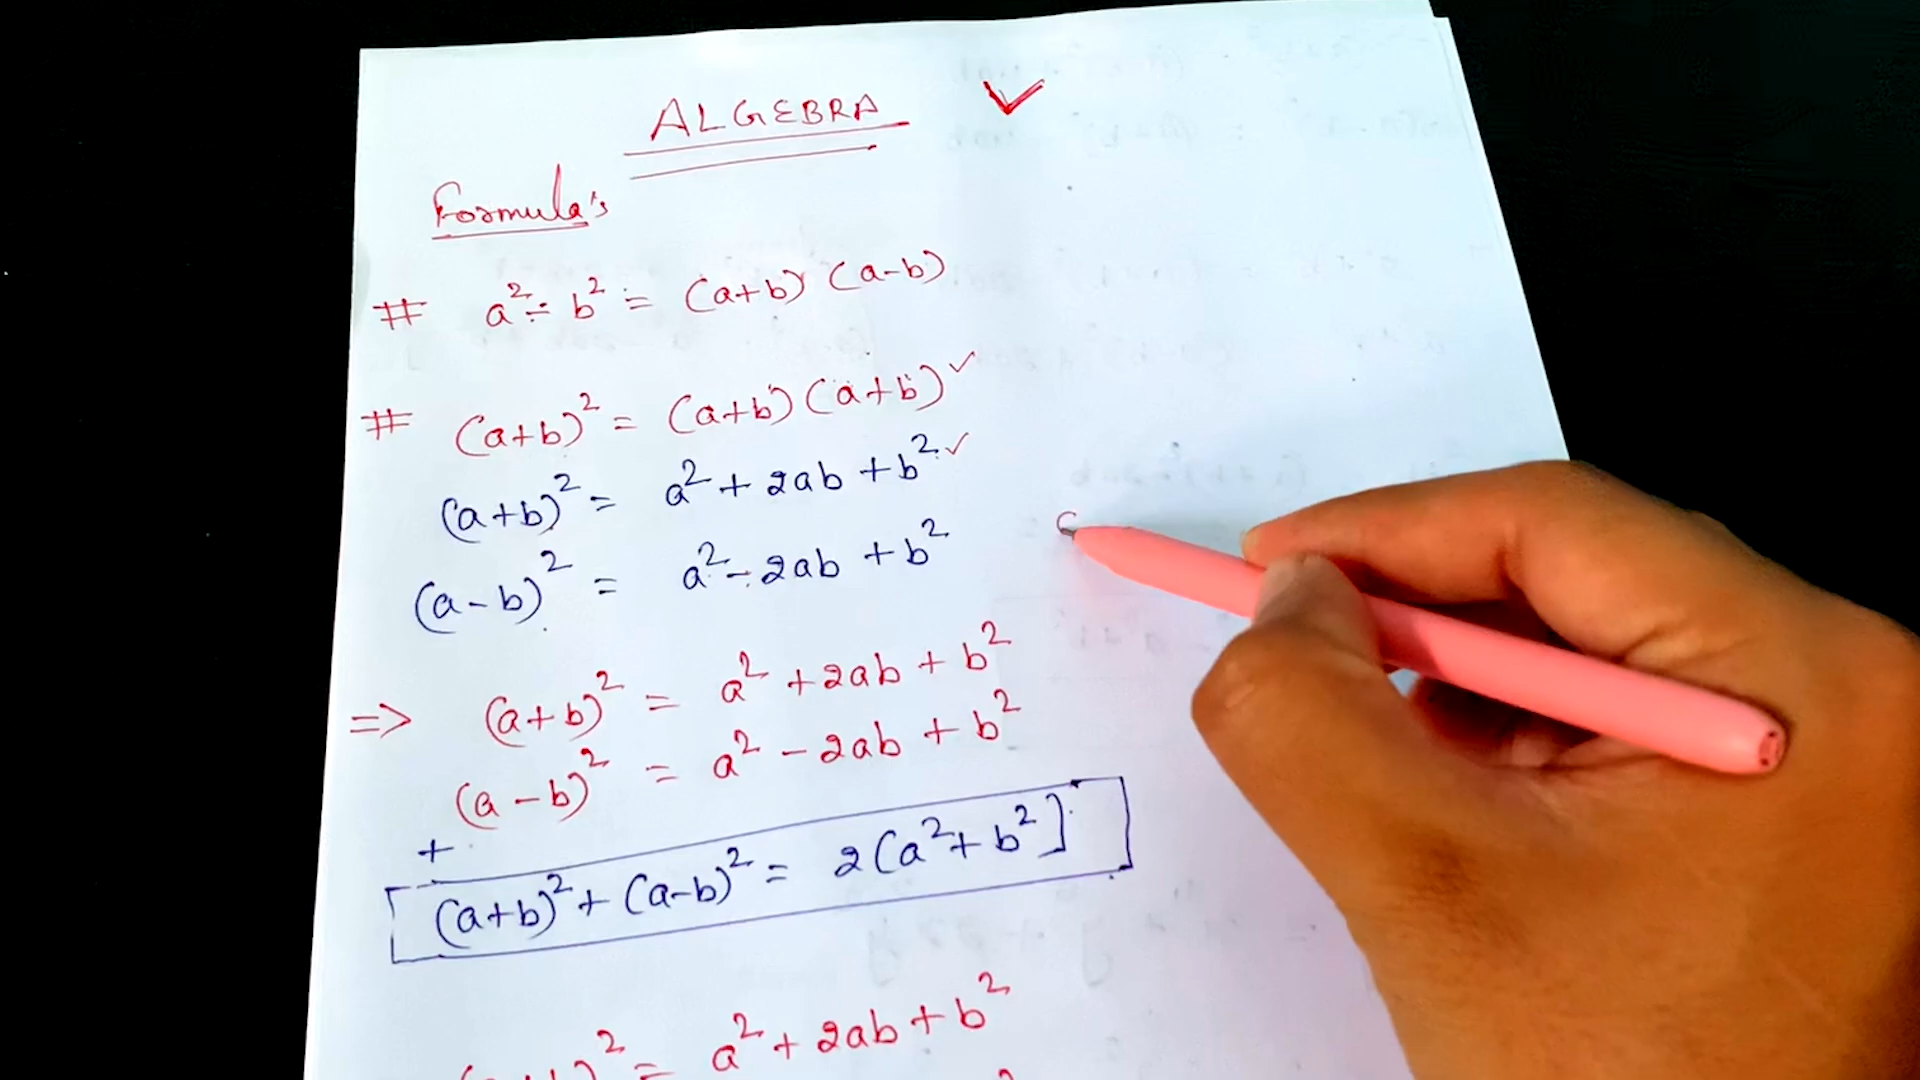 ALGEBRA ✓
Formula's
# a² - b² = (a+b) (a-b)
# (a+b)² = (a+b) (a+b) ✓
(a+b)² = a² + 2ab + b² ✓
(a-b)² = a² - 2ab + b²
=> (a+b)² = a² + 2ab + b²
(a-b)² = a² - 2ab + b²
+
(a+b)² + (a-b)² = 2(a² + b²]
² = a² + 2ab + b²